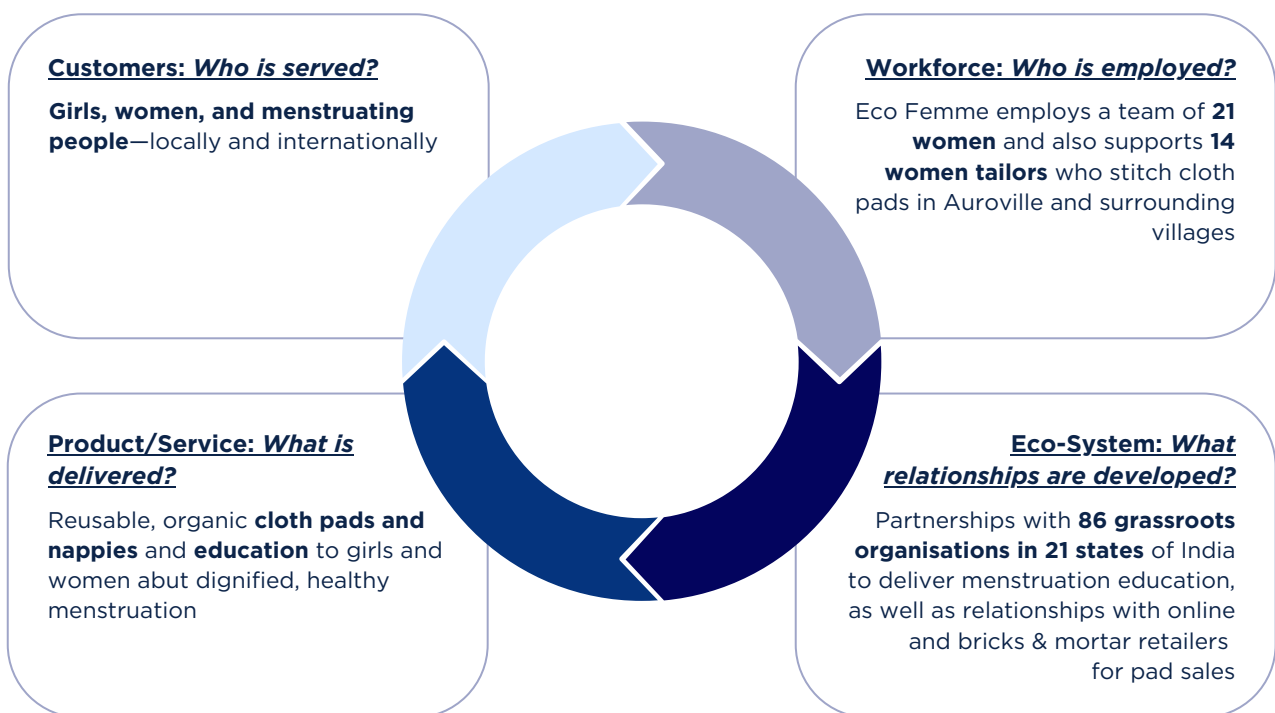 Customers: Who is served?
Girls, women, and menstruating
people—locally and internationally
Workforce: Who is employed?
Eco Femme employs a team of 21
women and also supports 14
women tailors who stitch cloth
pads in Auroville and surrounding
villages
Product/Service: What is
delivered?
Reusable, organic cloth pads and
nappies and education to girls and
women abut dignified, healthy
menstruation
Eco-System: What
relationships are developed?
Partnerships with 86 grassroots
organisations in 21 states of India
to deliver menstruation education,
as well as relationships with online
and bricks & mortar retailers
for pad sales